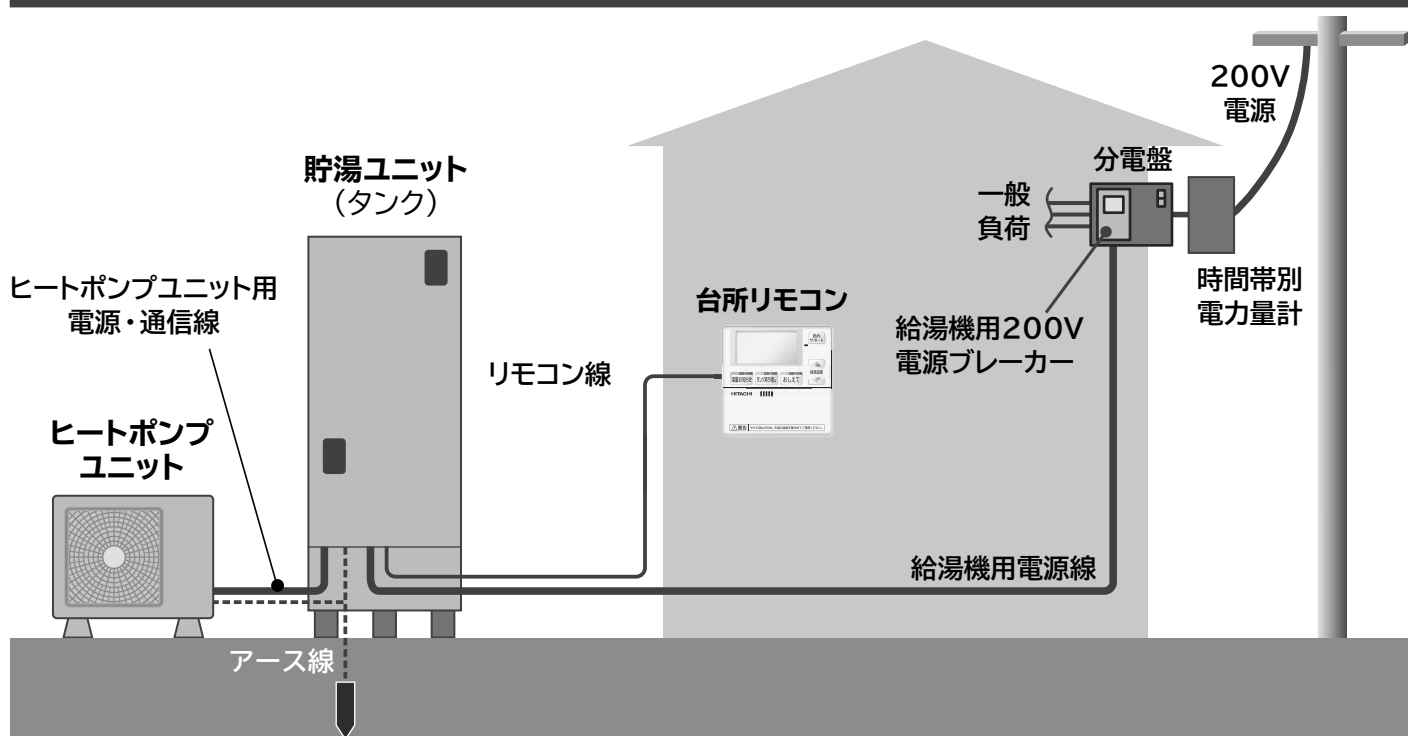 200V
電源
分電盤
貯湯ユニット
（タンク）
一般
負荷
ヒートポンプユニット用
電源・通信線
時間帯別
電力量計
台所リモコン
給湯機用200V
電源ブレーカー
リモコン線
おしえて
HITACHI
ヒートポンプ
ユニット
給湯機用電源線
アース線